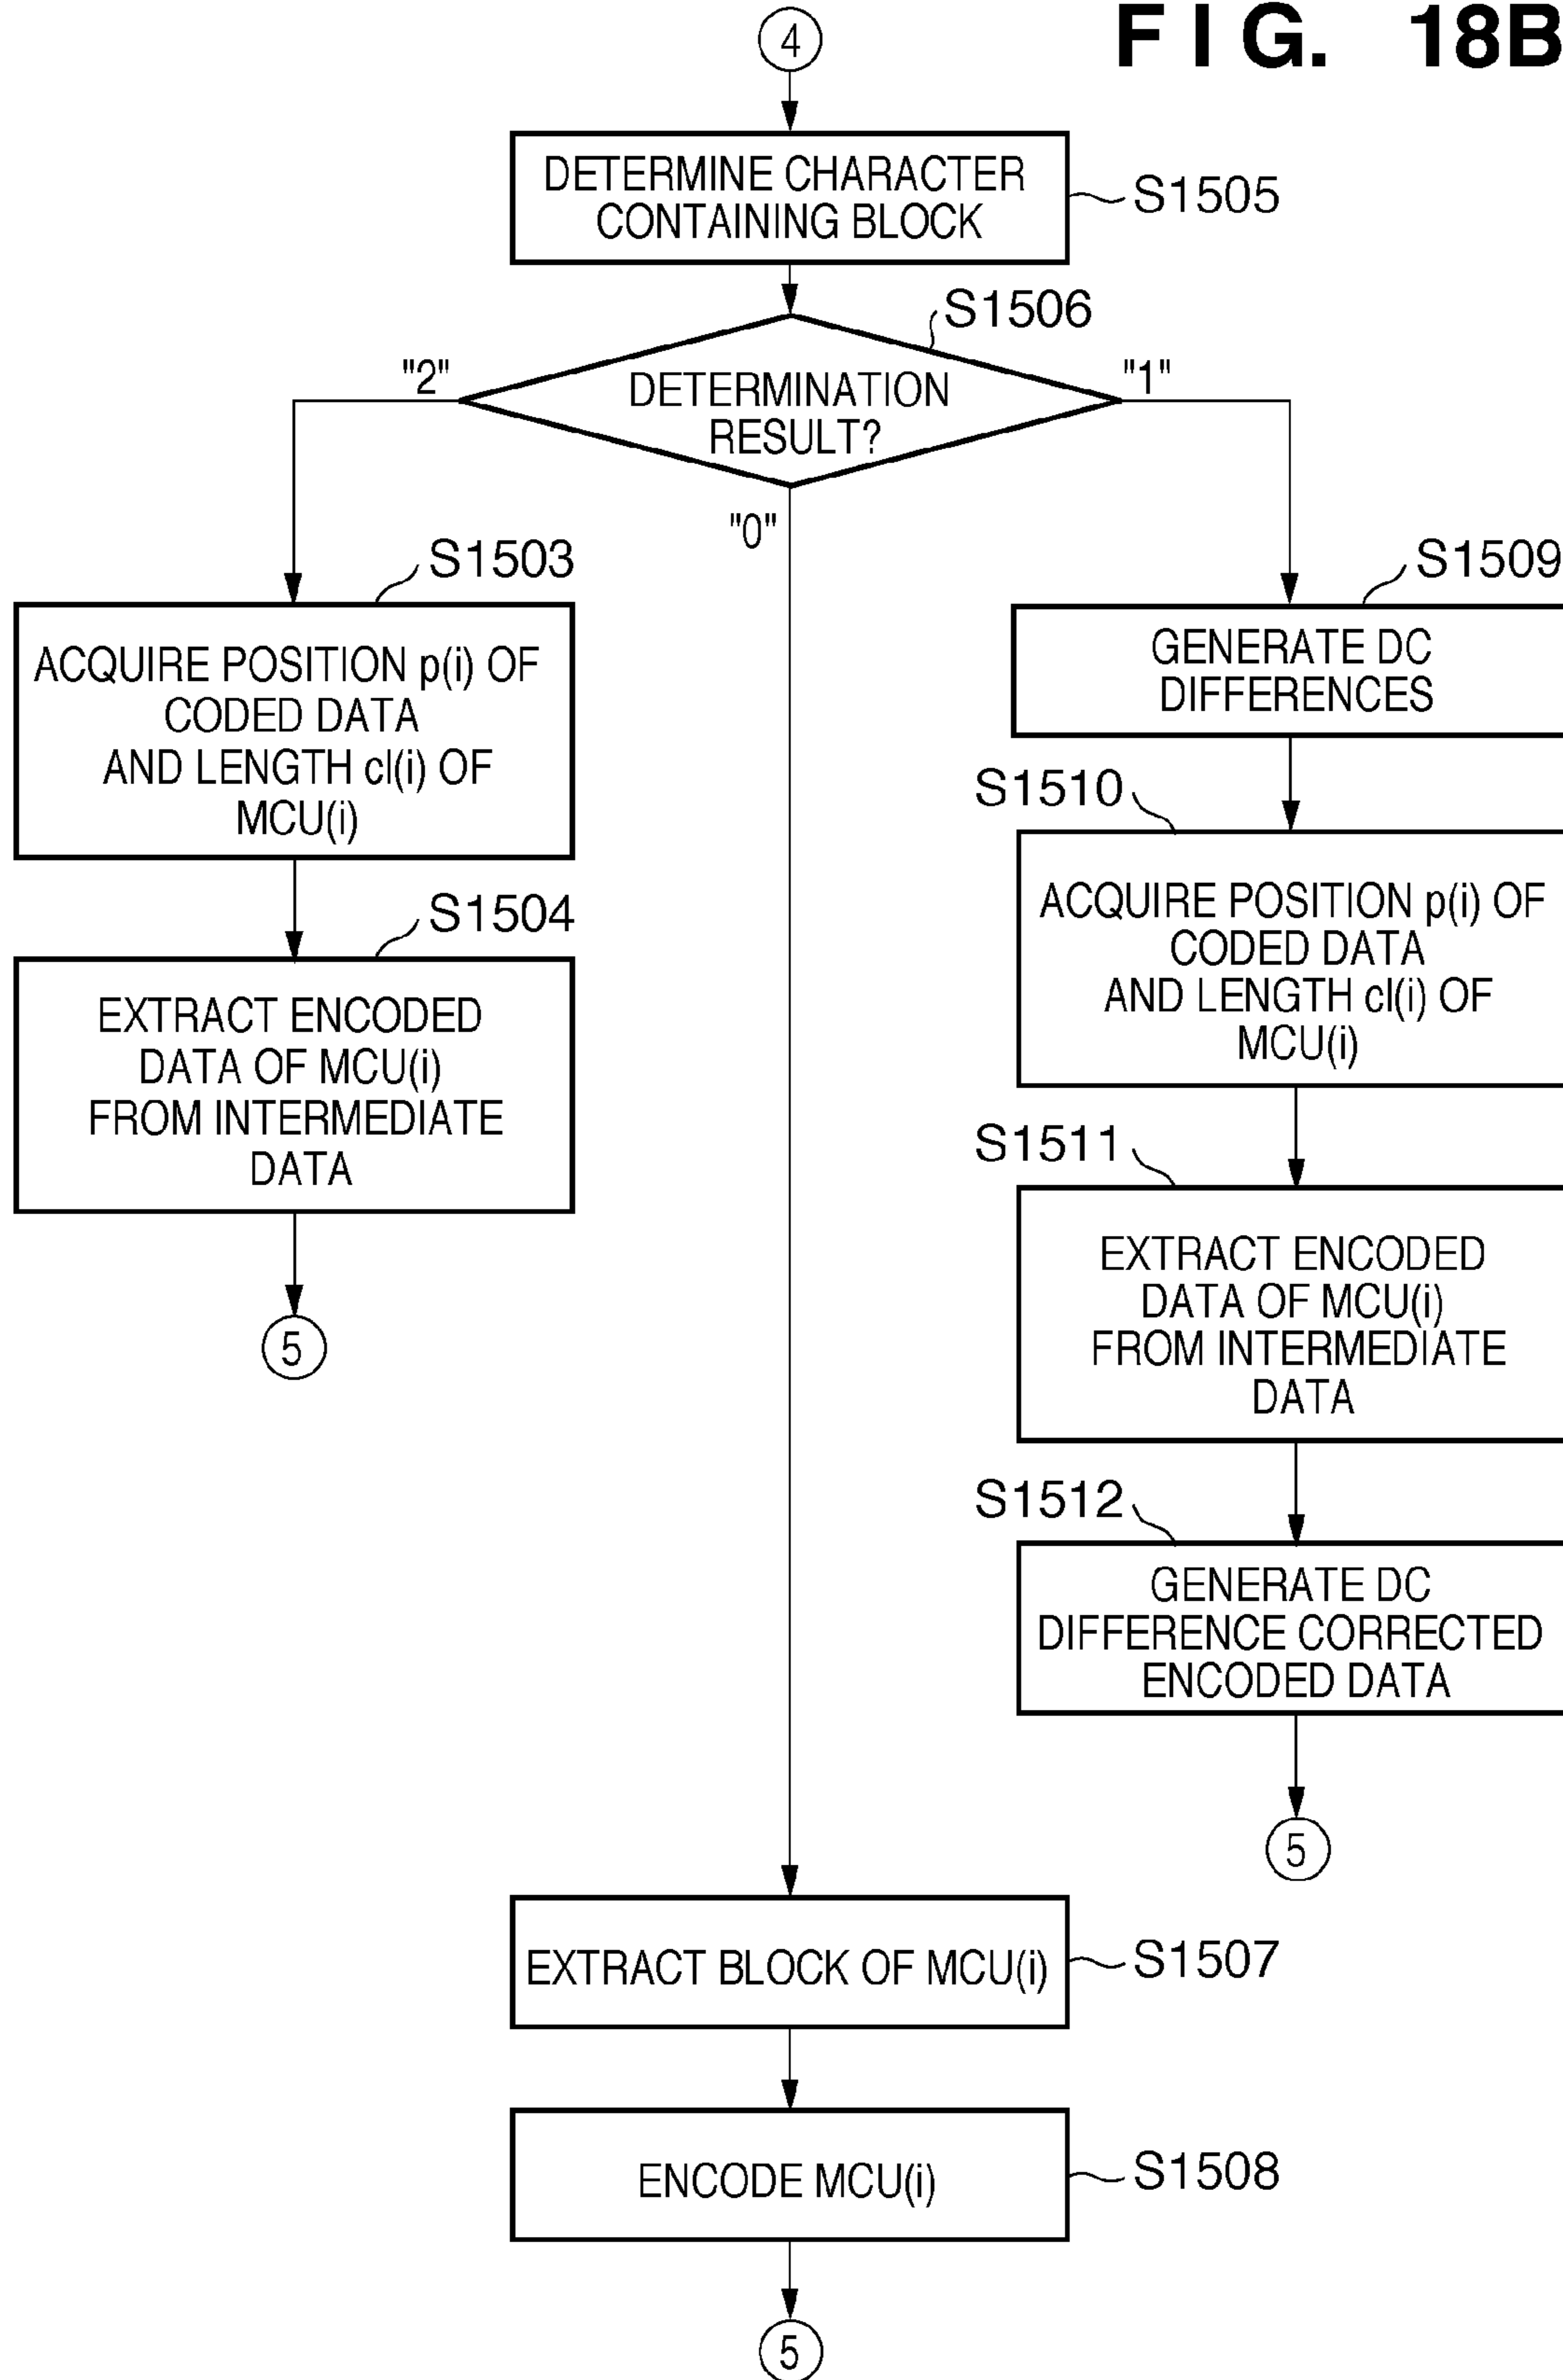 FIG. 18B
4
DETERMINE CHARACTER
CONTAINING BLOCK
S1505
S1506
DETERMINATION
RESULT?
"2"
"1"
"0"
S1503
ACQUIRE POSITION p(i) OF
CODED DATA
AND LENGTH cl(i) OF
MCU(i)
S1504
EXTRACT ENCODED
DATA OF MCU(i)
FROM INTERMEDIATE
DATA
5
S1509
GENERATE DC
DIFFERENCES
S1510
ACQUIRE POSITION p(i) OF
CODED DATA
AND LENGTH cl(i) OF
MCU(i)
S1511
EXTRACT ENCODED
DATA OF MCU(i)
FROM INTERMEDIATE
DATA
S1512
GENERATE DC
DIFFERENCE CORRECTED
ENCODED DATA
5
EXTRACT BLOCK OF MCU(i)
S1507
ENCODE MCU(i)
S1508
5